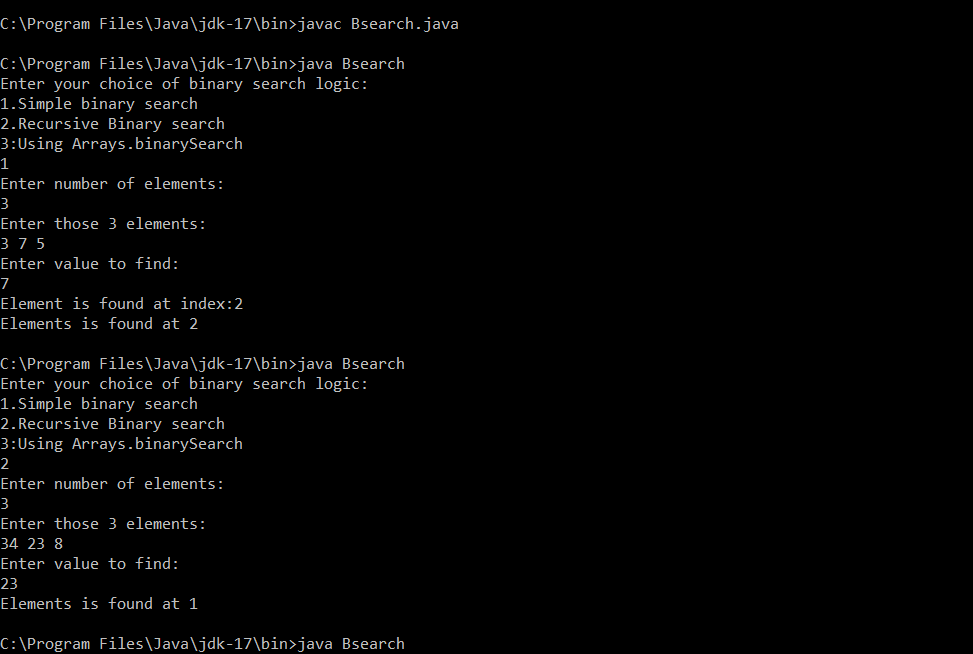 C:\Program Files\Java\jdk-17\bin>javac Bsearch.java
C:\Program Files\Java\jdk-17\bin>java Bsearch
Enter your choice of binary search logic:
1.Simple binary search
2.Recursive Binary search
3:Using Arrays.binarySearch
1
Enter number of elements:
3
Enter those 3 elements:
3 7 5
Enter value to find:
7
Element is found at index:2
Elements is found at 2
C:\Program Files\Java\jdk-17\bin>java Bsearch
Enter your choice of binary search logic:
1.Simple binary search
2.Recursive Binary search
3:Using Arrays.binarySearch
2
Enter number of elements:
3
Enter those 3 elements:
34 23 8
Enter value to find:
23
Elements is found at 1
C:\Program Files\Java\jdk-17\bin>java Bsearch